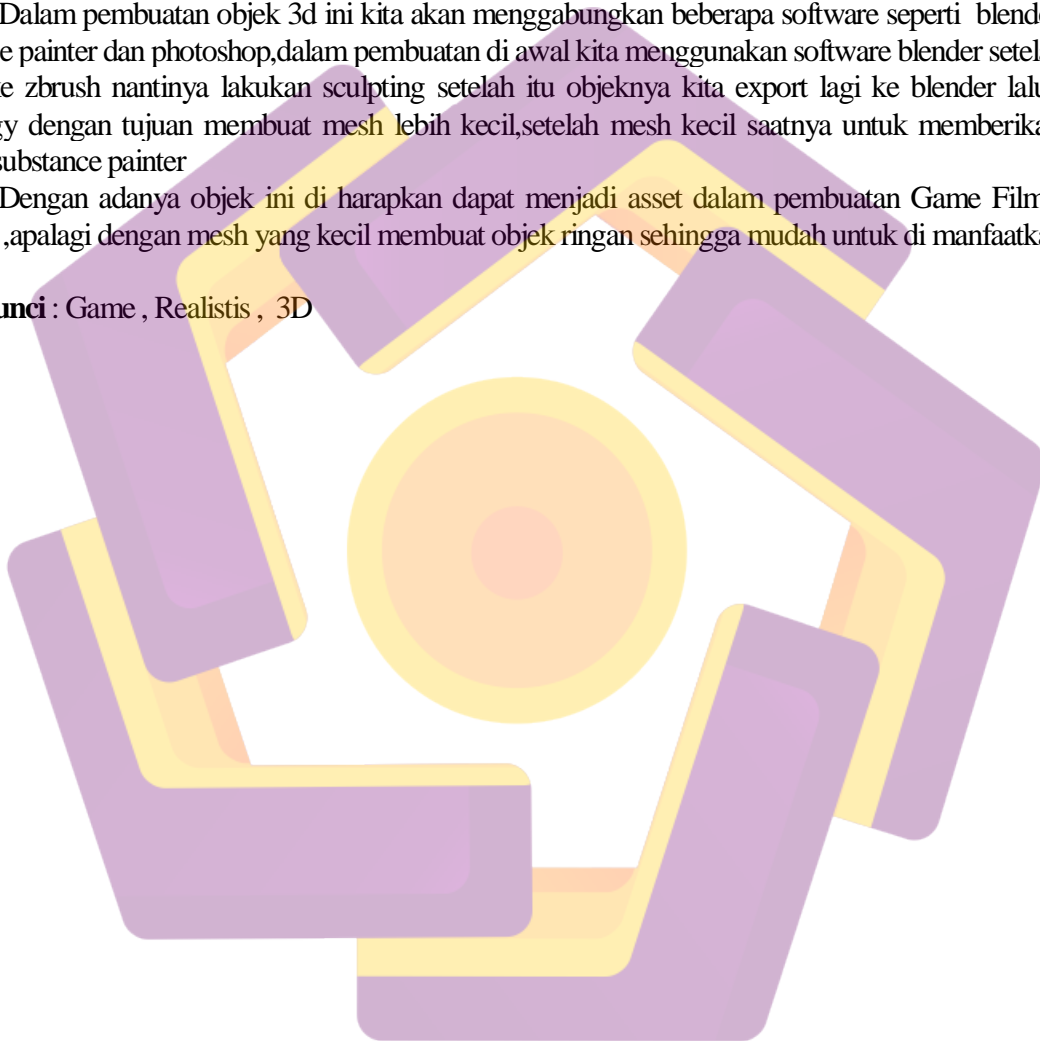 Dalam pembuatan objek 3d ini kita akan menggabungkan beberapa software seperti blende
e painter dan photoshop,dalam pembuatan di awal kita menggunakan software blender setela
ke zbrush nantinya lakukan sculpting setelah itu objeknya kita export lagi ke blender lalu
gy dengan tujuan membuat mesh lebih kecil,setelah mesh kecil saatnya untuk memberika
substance painter
Dengan adanya objek ini di harapkan dapat menjadi asset dalam pembuatan Game Film
,apalagi dengan mesh yang kecil membuat objek ringan sehingga mudah untuk di manfaatka
unci : Game , Realistis , 3D